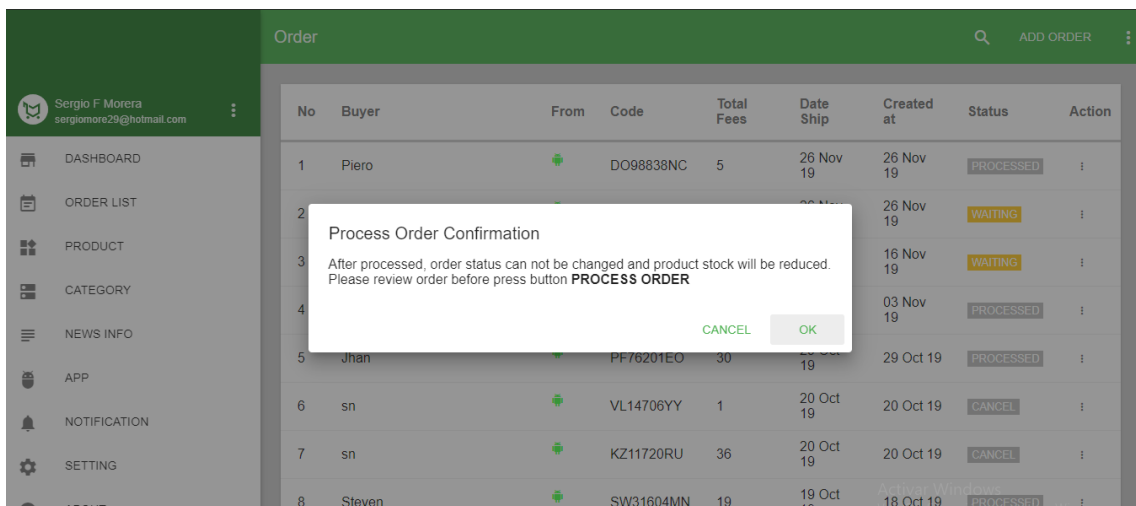 Order
ADD ORDER
Sergio F Morera
sergiomore29@hotmail.com
DASHBOARD
ORDER LIST
PRODUCT
CATEGORY
NEWS INFO
APP
NOTIFICATION
SETTING
No Buyer From Code Total Fees Date Ship Created at Status Action
1 Piero DO98838NC 5 26 Nov 19 26 Nov 19 PROCESSED
2 26 Nov 26 Nov 19 WAITING
3 16 Nov 19 WAITING
4 03 Nov 19 PROCESSED
Process Order Confirmation
After processed, order status can not be changed and product stock will be reduced.
Please review order before press button PROCESS ORDER
CANCEL OK
5 Jhan PF76201EO 30 19 29 Oct 19 PROCESSED
6 sn VL14706YY 1 20 Oct 19 20 Oct 19 CANCEL
7 sn KZ11720RU 36 20 Oct 19 20 Oct 19 CANCEL
8 Steven SW31604MN 19 19 Oct 18 Oct 19 PROCESSED
Activar Windows